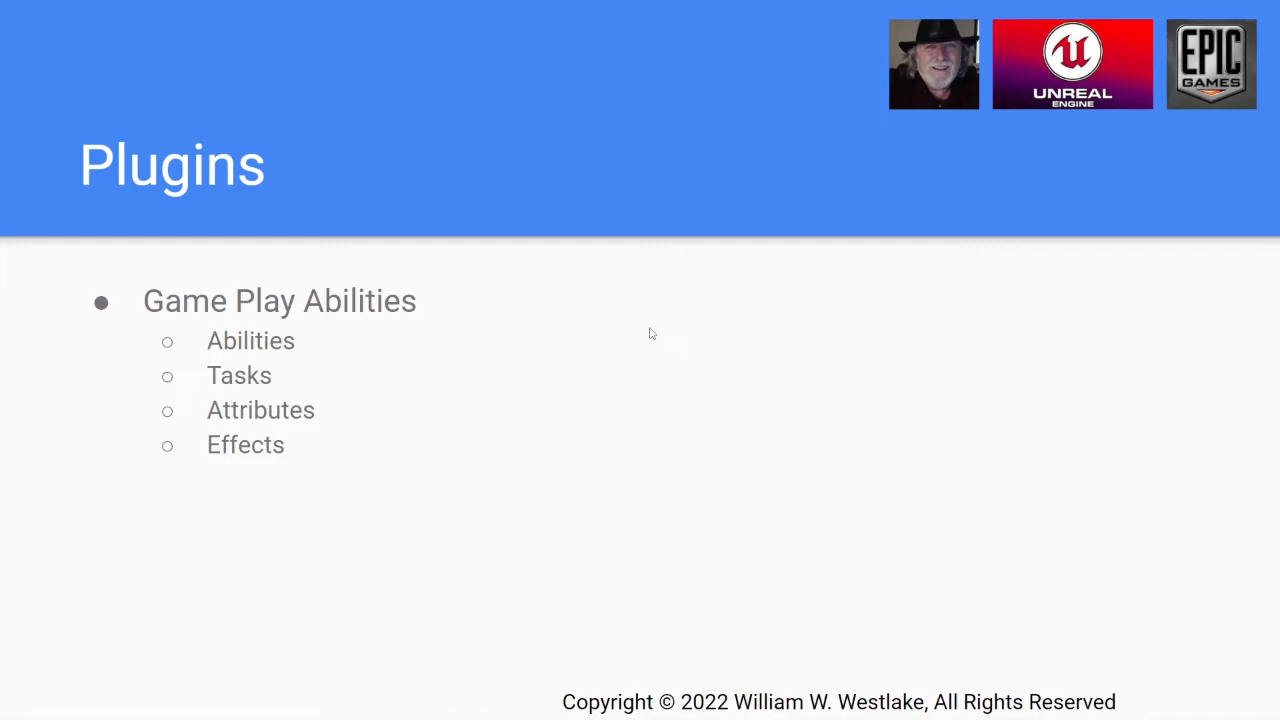 UNREAL
ENGINE
EPIC
GAMES
Plugins
Game Play Abilities
Abilities
Tasks
Attributes
Effects
Copyright © 2022 William W. Westlake, All Rights Reserved